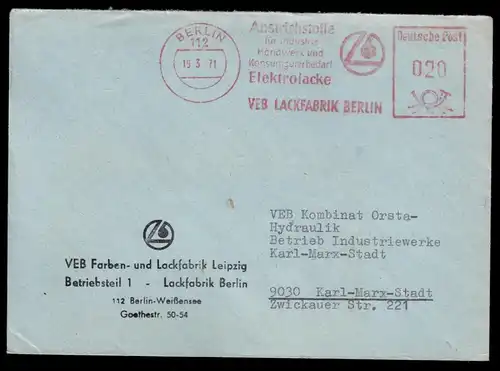 BERLIN
112
15.3.71
Anstrichstoffe
für Industrie
Handwerk und
Konsumgüterbedarf
Elektrolacke
VEB LACKFABRIK BERLIN
Deutsche Post
020
VEB Kombinat Orsta-
Hydraulik
Betrieb Industriewerke
Karl-Marx-Stadt
9030 Karl-Marx-Stadt
Zwickauer Str. 221
VEB Farben- und Lackfabrik Leipzig
Betriebsteil 1 - Lackfabrik Berlin
112 Berlin-Weißensee
Goethestr. 50-54